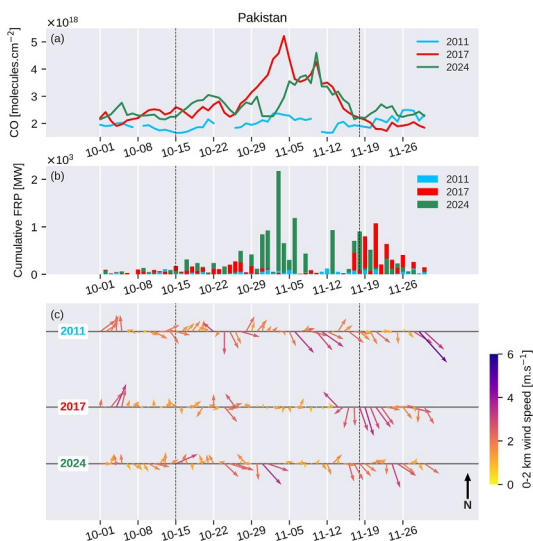 Pakistan
×10¹⁸
(a)
CO [molecules.cm⁻²]
5
4
3
2
2011
2017
2024
10-01 10-08 10-15 10-22 10-29 11-05 11-12 11-19 11-26
×10³
(b)
Cumulative FRP [MW]
2
1
0
2011
2017
2024
10-01 10-08 10-15 10-22 10-29 11-05 11-12 11-19 11-26
(c)
2011
2017
2024
N
10-01 10-08 10-15 10-22 10-29 11-05 11-12 11-19 11-26
6
4
2
0
0-2 km wind speed [m.s⁻¹]